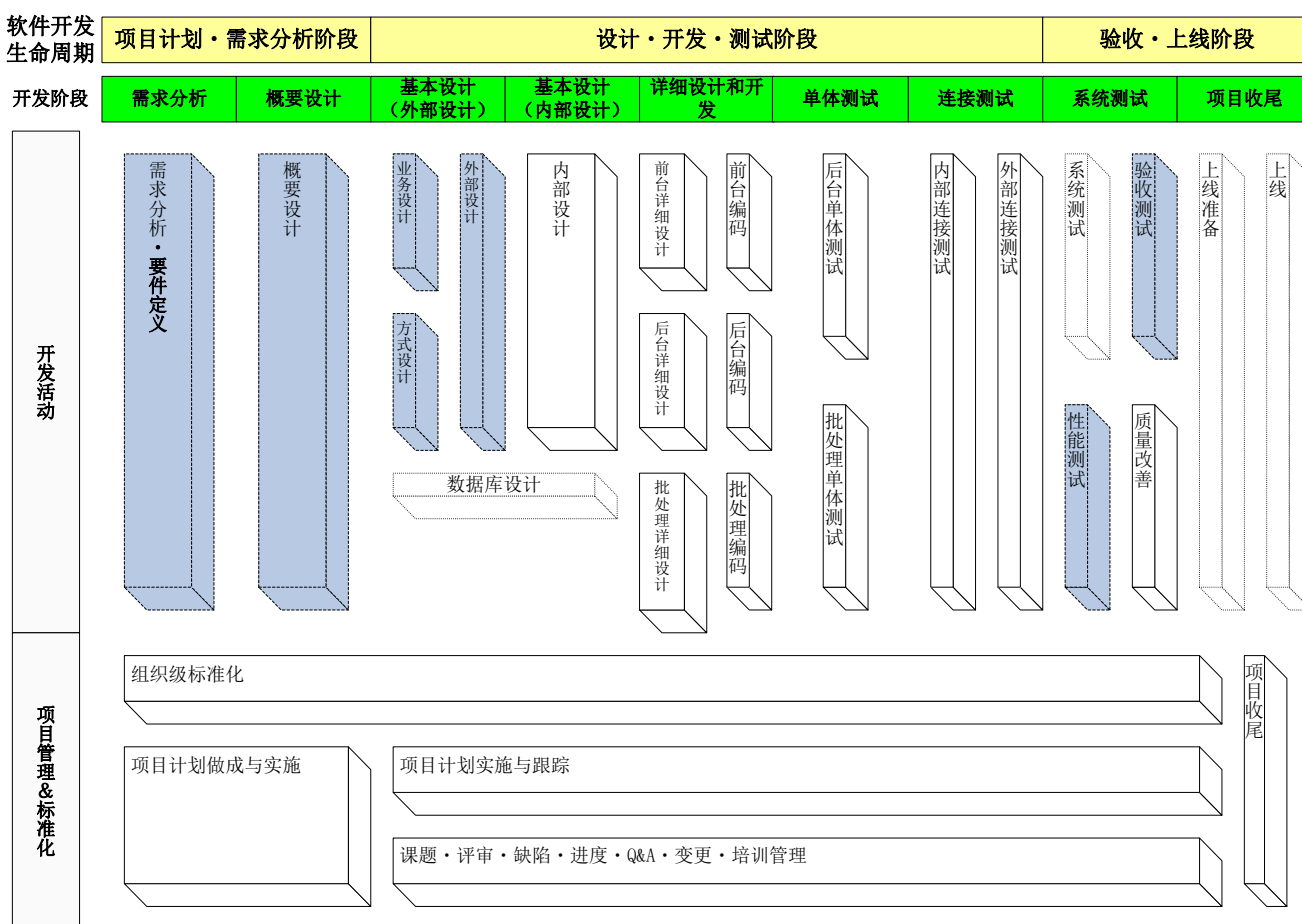 软件开发
生命周期
项目计划·需求分析阶段
设计·开发·测试阶段
验收·上线阶段
开发阶段
需求分析
概要设计
基本设计
（外部设计）
基本设计
（内部设计）
详细设计和开
发
单体测试
连接测试
系统测试
项目收尾
开发活动
需求分析·要件定义
概要设计
业务设计
外部设计
方式设计
内部设计
数据库设计
前台详细设计
前台编码
后台详细设计
后台编码
批处理详细设计
批处理编码
后台单体测试
批处理单体测试
内部连接测试
外部连接测试
系统测试
验收测试
性能测试
质量改善
上线准备
上线
项目管理&标准化
组织级标准化
项目计划做成与实施
项目计划实施与跟踪
课题·评审·缺陷·进度·Q&A·变更·培训管理
项目收尾